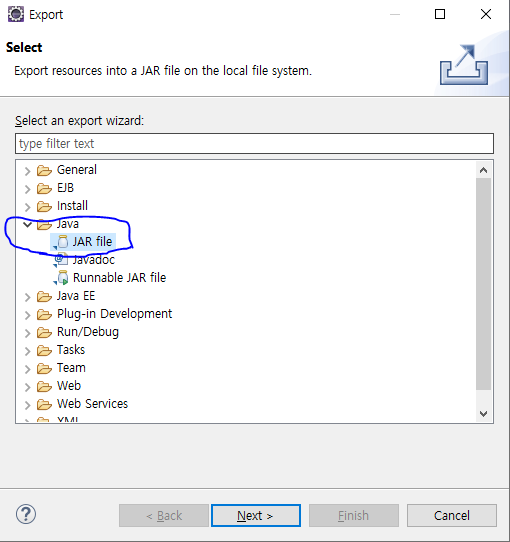 Export
Select
Export resources into a JAR file on the local file system.
Select an export wizard:
type filter text
General
EJB
Install
Java
JAR file
Javadoc
Runnable JAR file
Java EE
Plug-in Development
Run/Debug
Tasks
Team
Web
Web Services
XML
< Back
Next >
Finish
Cancel